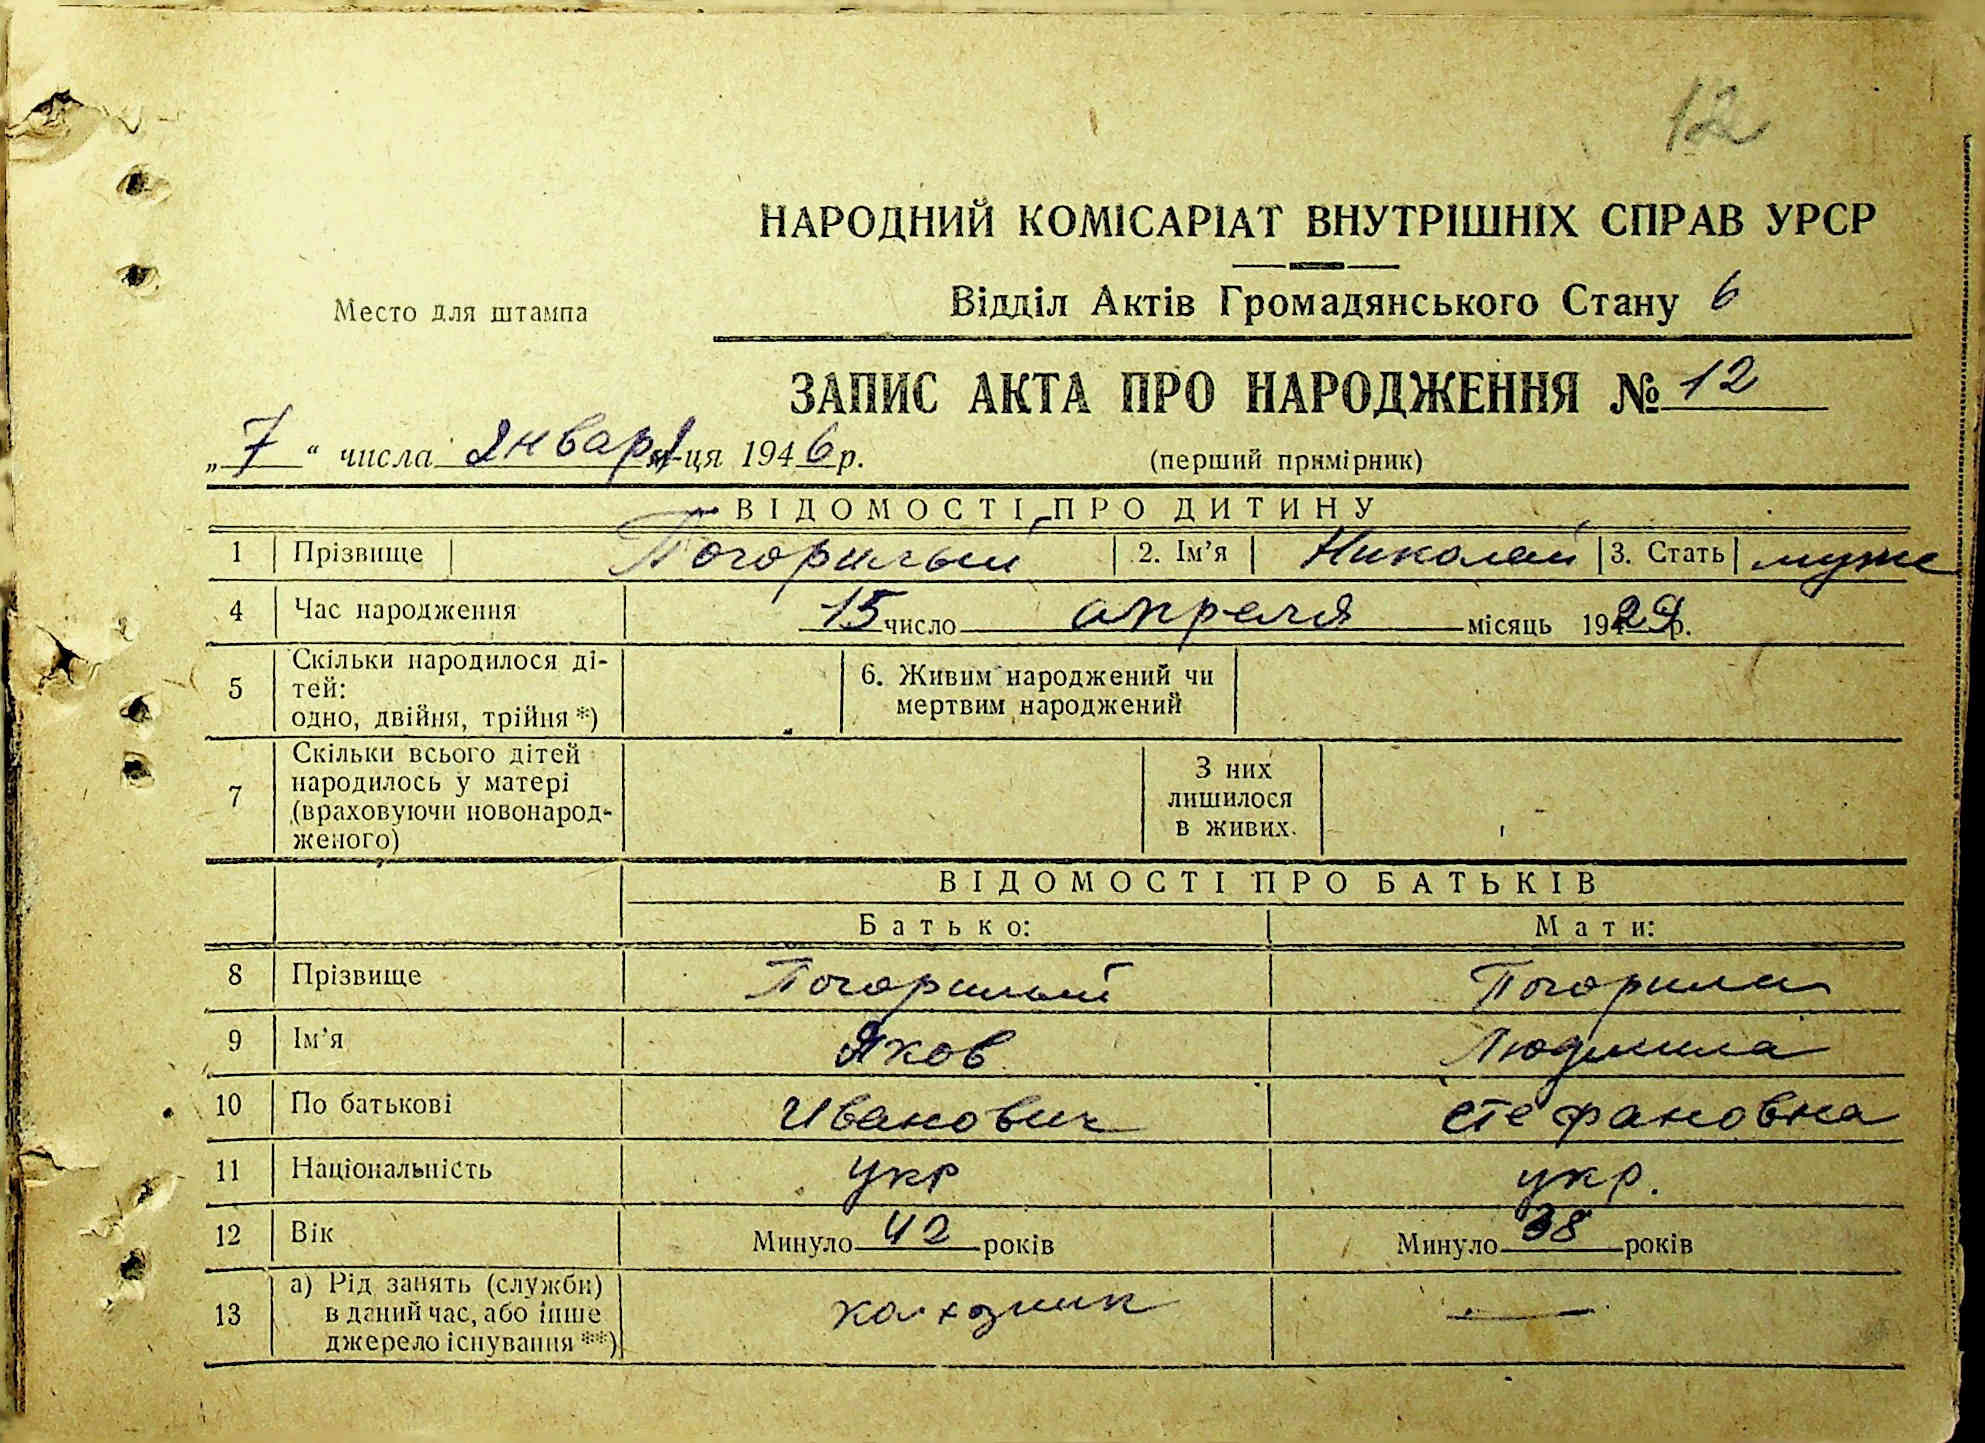 12
НАРОДНИЙ КОМІСАРІАТ ВНУТРІШНІХ СПРАВ УРСР
Место для штампа
Відділ Актів Громадянського Стану 6
ЗАПИС АКТА ПРО НАРОДЖЕННЯ № 12
„7“ числа января м-ця 1946 р.
(перший примірник)
ВІДОМОСТІ ПРО ДИТИНУ
1 Прізвище Погорилый 2. Ім’я Николай 3. Стать муже
4 Час народження 15 число апреля місяць 1929 р.
5 Скільки народилося ді-
тей:
одно, двійня, трійня *)
6. Живим народжений чи
мертвим народжений
7 Скільки всього дітей
народилось у матері
(враховуючи новонарод-
женого)
З них
лишилося
в живих.
ВІДОМОСТІ ПРО БАТЬКІВ
Батько: Мати:
8 Прізвище Погорилый Погорила
9 Ім’я Яков Людмила
10 По батькові Иванович Стефановна
11 Національність укр укр.
12 Вік Минуло 42 років Минуло 38 років
13 а) Рід занять (служби)
в даний час, або інше
джерело існування **)
колхозник —